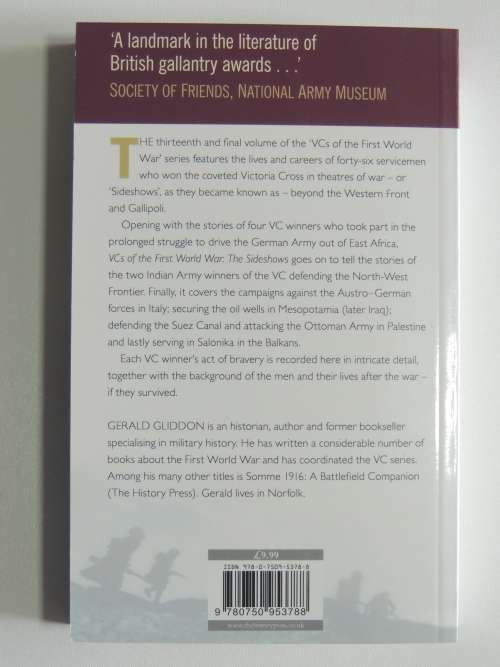 ‘A landmark in the literature of
British gallantry awards . . .’
SOCIETY OF FRIENDS, NATIONAL ARMY MUSEUM
THE thirteenth and final volume of the ‘VCs of the First World
War’ series features the lives and careers of forty-six servicemen
who won the coveted Victoria Cross in theatres of war – or
‘Sideshows’, as they became known as – beyond the Western Front
and Gallipoli.
Opening with the stories of four VC winners who took part in the
prolonged struggle to drive the German Army out of East Africa,
VCs of the First World War: The Sideshows goes on to tell the stories of
the two Indian Army winners of the VC defending the North-West
Frontier. Finally, it covers the campaigns against the Austro–German
forces in Italy; securing the oil wells in Mesopotamia (later Iraq);
defending the Suez Canal and attacking the Ottoman Army in Palestine
and lastly serving in Salonika in the Balkans.
Each VC winner's act of bravery is recorded here in intricate detail,
together with the background of the men and their lives after the war –
if they survived.
GERALD GLIDDON is an historian, author and former bookseller
specialising in military history. He has written a considerable number of
books about the First World War and has coordinated the VC series.
Among his many other titles is Somme 1916: A Battlefield Companion
(The History Press). Gerald lives in Norfolk.
£9.99
ISBN 978-0-7509-5378-8
9 780750 953788
www.thehistorypress.co.uk